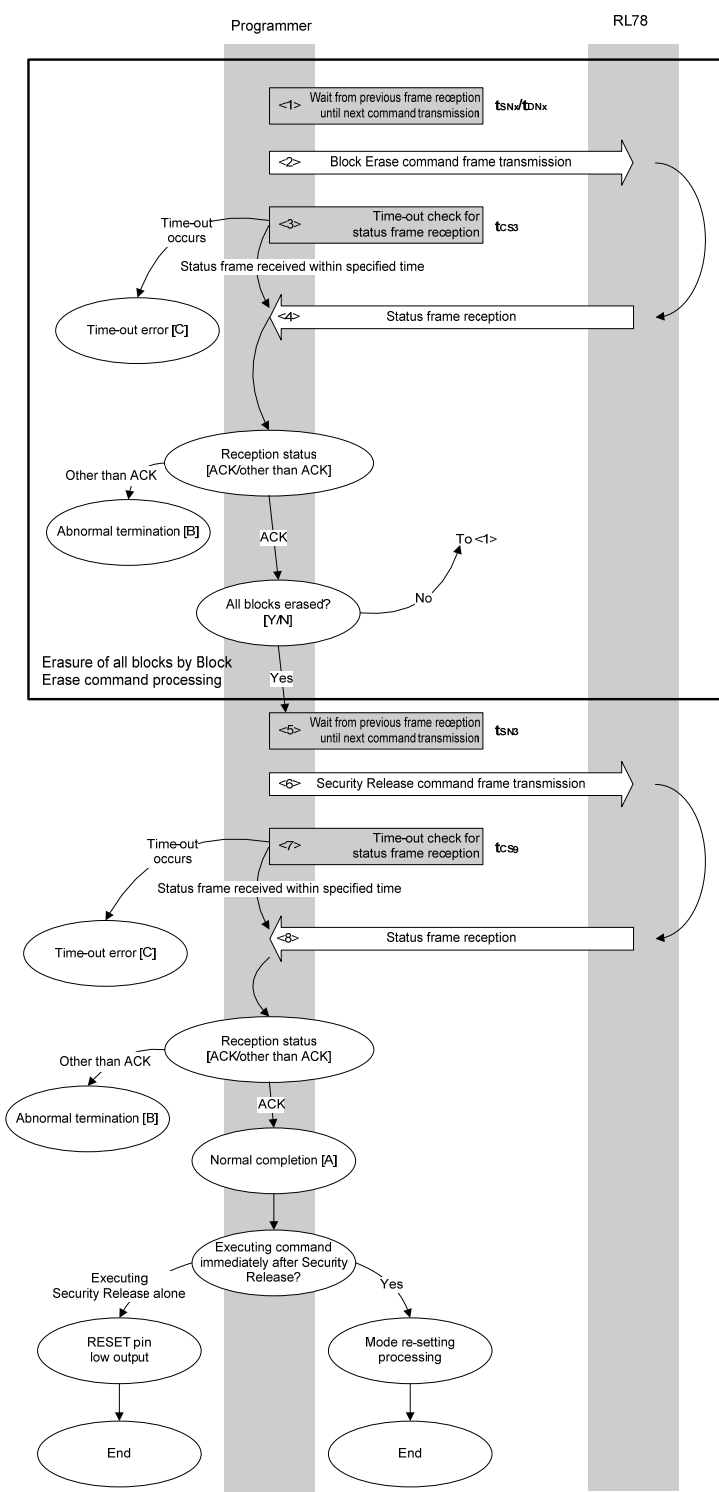 Programmer
RL78
<1> Wait from previous frame reception
until next command transmission
tSNx/tDNx
<2> Block Erase command frame transmission
<3> Time-out check for
status frame reception
tCS3
Time-out
occurs
Status frame received within specified time
<4> Status frame reception
Time-out error [C]
Reception status
[ACK/other than ACK]
Other than ACK
Abnormal termination [B]
ACK
To <1>
All blocks erased?
[Y/N]
No
Erasure of all blocks by Block
Erase command processing
Yes
<5> Wait from previous frame reception
until next command transmission
tSN3
<6> Security Release command frame transmission
<7> Time-out check for
status frame reception
tCS9
Time-out
occurs
Status frame received within specified time
<8> Status frame reception
Time-out error [C]
Reception status
[ACK/other than ACK]
Other than ACK
Abnormal termination [B]
ACK
Normal completion [A]
Executing command
immediately after Security
Release?
Executing
Security Release alone
Yes
RESET pin
low output
Mode re-setting
processing
End
End